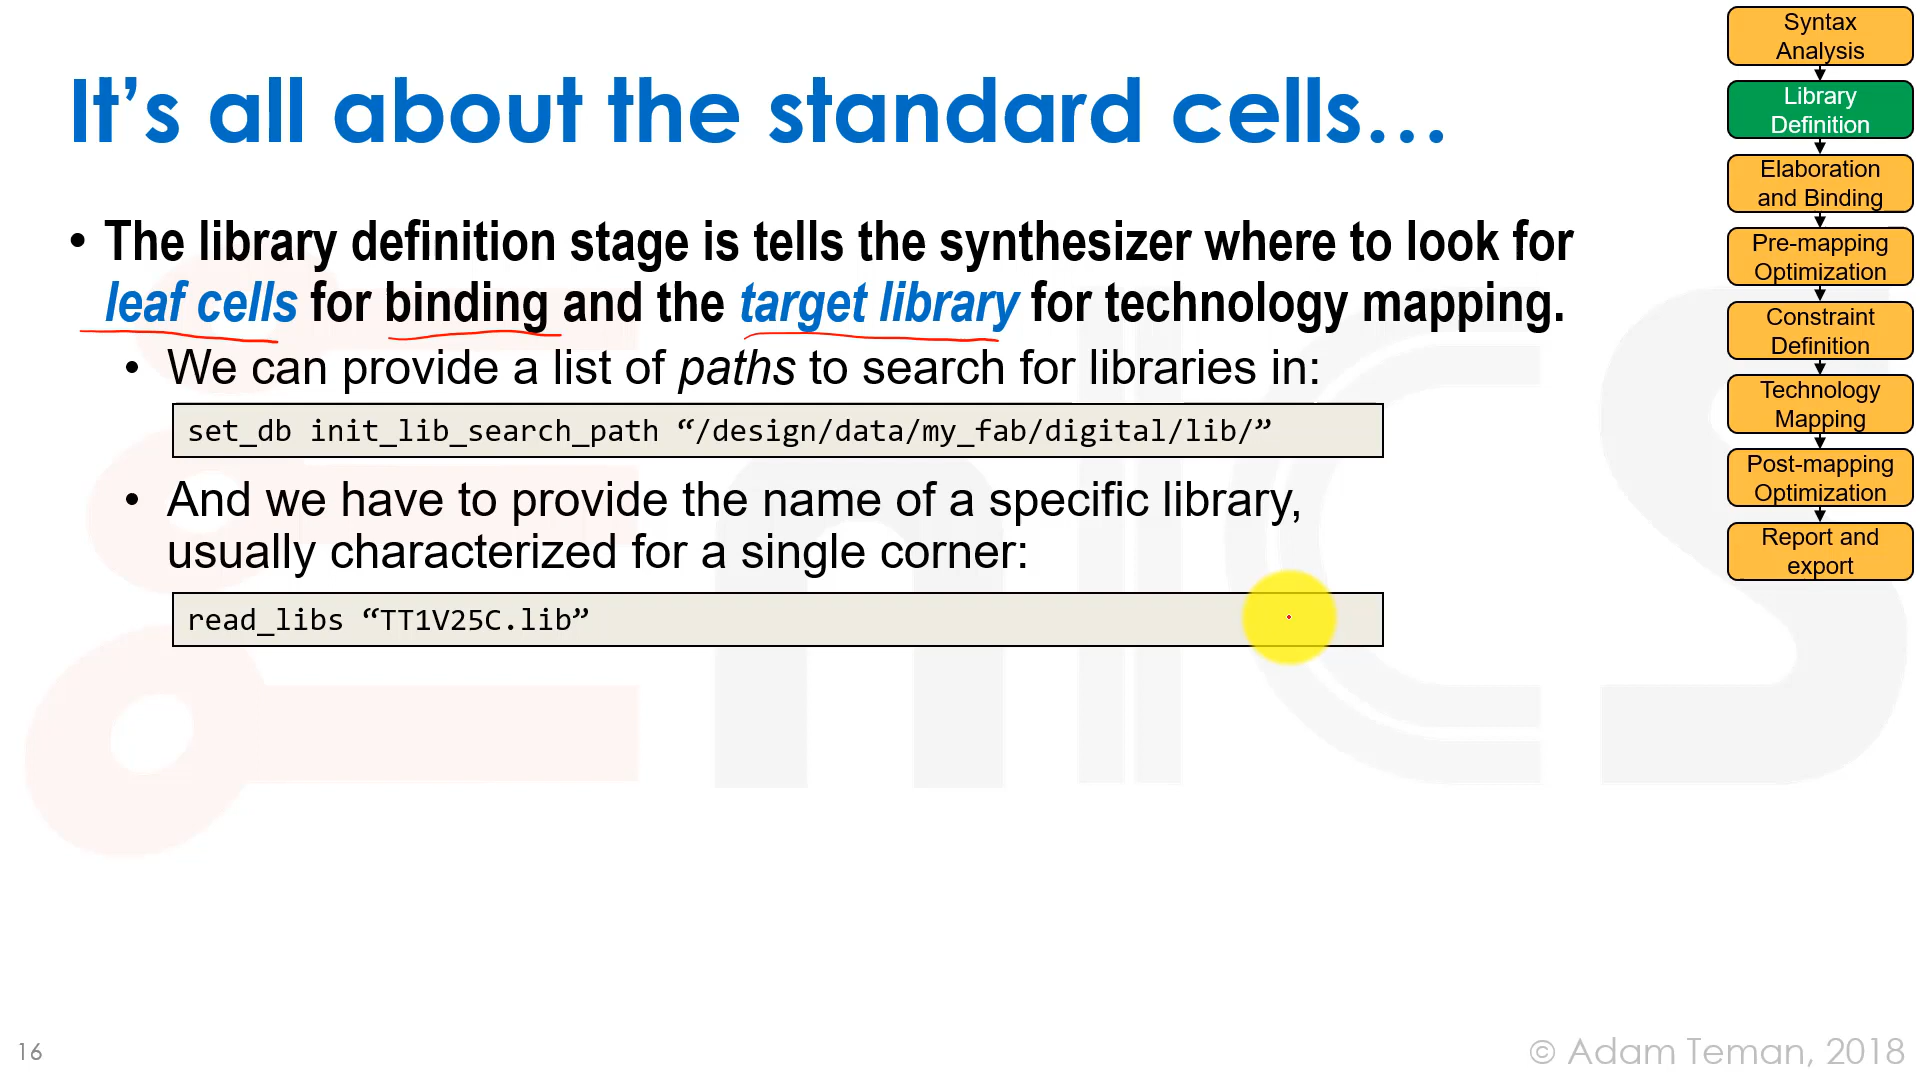 It’s all about the standard cells…
• The library definition stage is tells the synthesizer where to look for
leaf cells for binding and the target library for technology mapping.
• We can provide a list of paths to search for libraries in:
set_db init_lib_search_path “/design/data/my_fab/digital/lib/”
• And we have to provide the name of a specific library,
usually characterized for a single corner:
read_libs “TT1V25C.lib”
Syntax
Analysis
Library
Definition
Elaboration
and Binding
Pre-mapping
Optimization
Constraint
Definition
Technology
Mapping
Post-mapping
Optimization
Report and
export
16
© Adam Teman, 2018